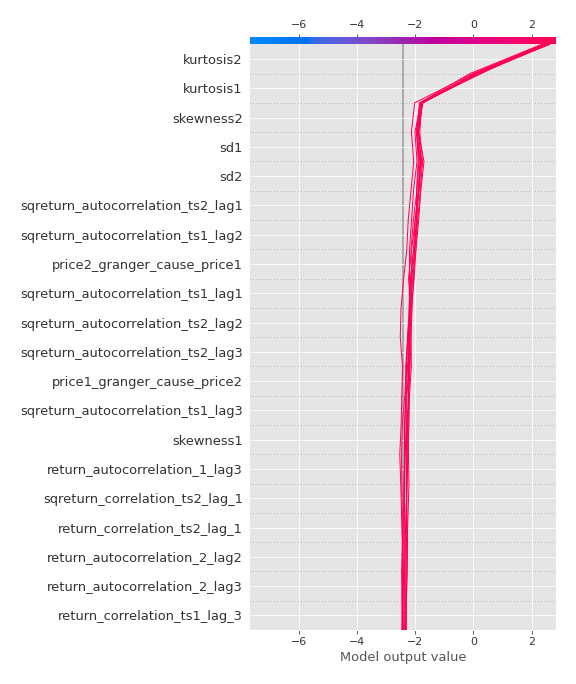 −6 −4 −2 0 2
kurtosis2
kurtosis1
skewness2
sd1
sd2
sqreturn_autocorrelation_ts2_lag1
sqreturn_autocorrelation_ts1_lag2
price2_granger_cause_price1
sqreturn_autocorrelation_ts1_lag1
sqreturn_autocorrelation_ts2_lag2
sqreturn_autocorrelation_ts2_lag3
price1_granger_cause_price2
sqreturn_autocorrelation_ts1_lag3
skewness1
return_autocorrelation_1_lag3
sqreturn_correlation_ts2_lag_1
return_correlation_ts2_lag_1
return_autocorrelation_2_lag2
return_autocorrelation_2_lag3
return_correlation_ts1_lag_3
−6 −4 −2 0 2
Model output value